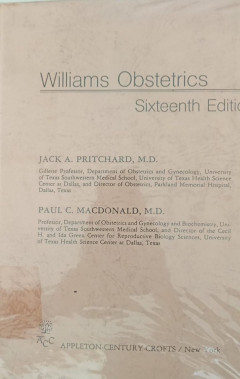 Williams Obstetrics
Sixteenth Editio
JACK A. PRITCHARD, M.D.
Gillette Professor, Department of Obstetrics and Gynecology, University
of Texas Southwestern Medical School, University of Texas Health Science
Center at Dallas, and Director of Obstetrics, Parkland Memorial Hospital,
Dallas, Texas
PAUL C. MACDONALD, M.D.
Professor, Department of Obstetrics and Gynecology and Biochemistry, Uni-
versity of Texas Southwestern Medical School, and Director of the Cecil
H. and Ida Green Center for Reproductive Biology Sciences, University
of Texas Health Science Center at Dallas, Texas
ACC APPLETON-CENTURY-CROFTS / New York